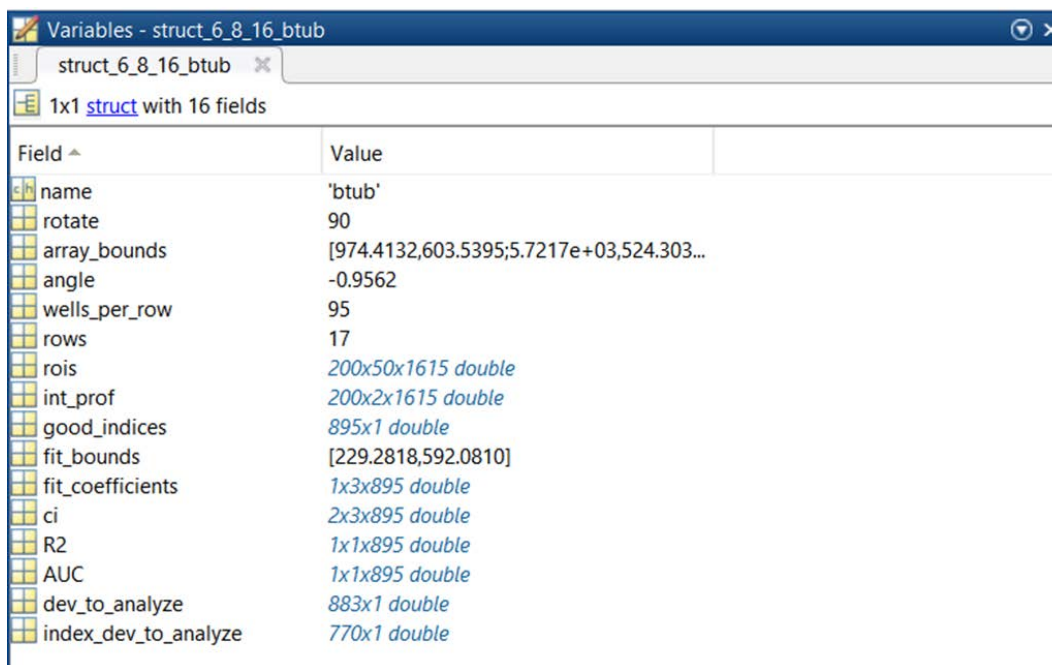 Variables - struct_6_8_16_btub
struct_6_8_16_btub
1x1 struct with 16 fields
Field Value
name 'btub'
rotate 90
array_bounds [974.4132,603.5395;5.7217e+03,524.303...
angle -0.9562
wells_per_row 95
rows 17
rois 200x50x1615 double
int_prof 200x2x1615 double
good_indices 895x1 double
fit_bounds [229.2818,592.0810]
fit_coefficients 1x3x895 double
ci 2x3x895 double
R2 1x1x895 double
AUC 1x1x895 double
dev_to_analyze 883x1 double
index_dev_to_analyze 770x1 double